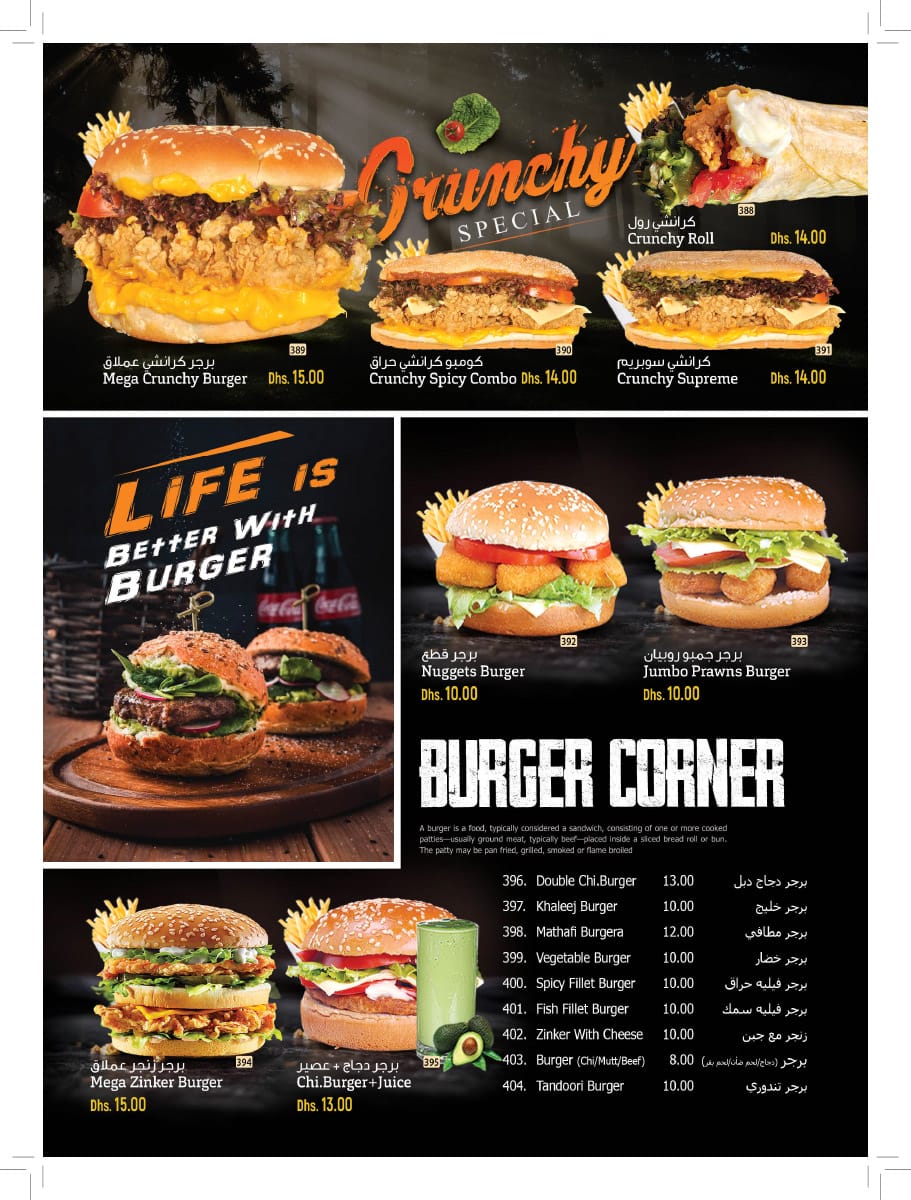 Crunchy
SPECIAL
388
كرانشي رول
Crunchy Roll
Dhs. 14.00
389
برجر كرانشي عملاق
Mega Crunchy Burger
Dhs. 15.00
390
كومبو كرانشي حراق
Crunchy Spicy Combo
Dhs. 14.00
391
كرانشي سوبريم
Crunchy Supreme
Dhs. 14.00
LIFE IS
BETTER WITH
BURGER
Coca-Cola
Coca-Cola
392
برجر قطع
Nuggets Burger
Dhs. 10.00
393
برجر جمبو روبيان
Jumbo Prawns Burger
Dhs. 10.00
BURGER CORNER
A burger is a food, typically considered a sandwich, consisting of one or more cooked
patties—usually ground meat, typically beef—placed inside a sliced bread roll or bun.
The patty may be pan fried, grilled, smoked or flame broiled
396. Double Chi.Burger 13.00 برجر دجاج دبل
397. Khaleej Burger 10.00 برجر خليج
398. Mathafi Burgera 12.00 برجر مطافي
399. Vegetable Burger 10.00 برجر خضار
400. Spicy Fillet Burger 10.00 برجر فيليه حراق
401. Fish Fillet Burger 10.00 برجر فيليه سمك
402. Zinker With Cheese 10.00 زنجر مع جبن
403. Burger (Chi/Mutt/Beef) 8.00 برجر (دجاج/لحم ضان/لحم بقر)
404. Tandoori Burger 10.00 برجر تندوري
394
برجر زنجر عملاق
Mega Zinker Burger
Dhs. 15.00
395
برجر دجاج + عصير
Chi.Burger+Juice
Dhs. 13.00